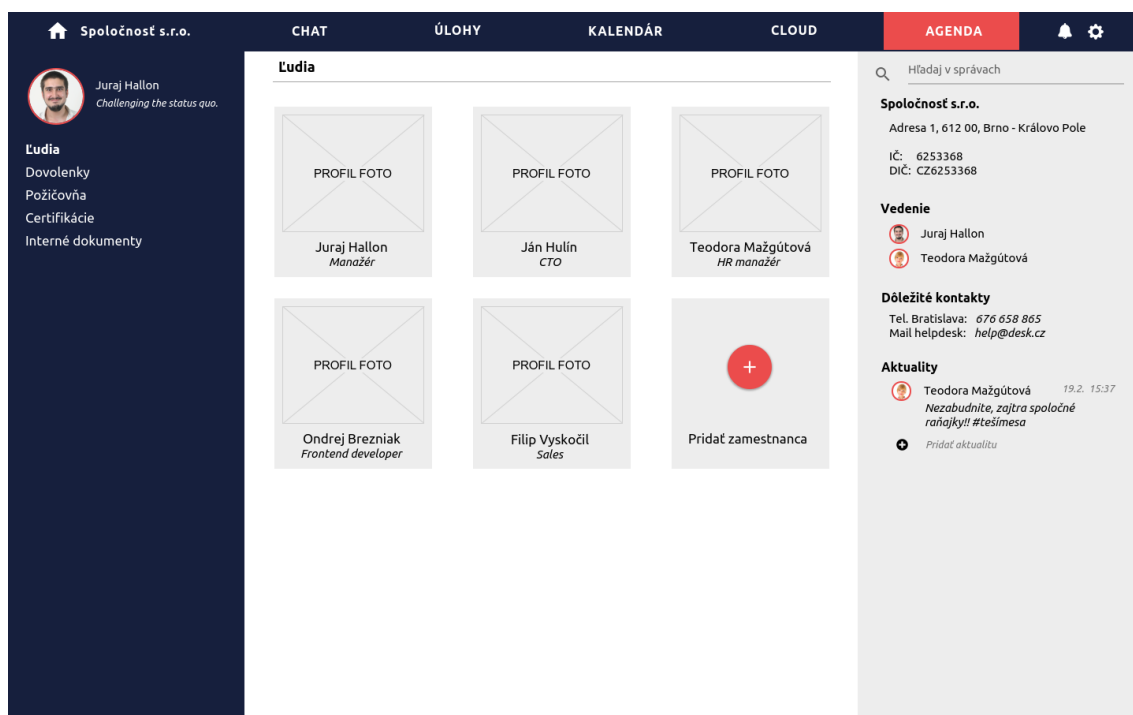 Spoločnosť s.r.o.
CHAT
ÚLOHY
KALENDÁR
CLOUD
AGENDA
Juraj Hallon
Challenging the status quo.
Ľudia
Dovolenky
Požičovňa
Certifikácie
Interné dokumenty
Ľudia
PROFIL FOTO
Juraj Hallon
Manažér
PROFIL FOTO
Ján Hulín
CTO
PROFIL FOTO
Teodora Mažgútová
HR manažér
PROFIL FOTO
Ondrej Brezniak
Frontend developer
PROFIL FOTO
Filip Vyskočil
Sales
Pridať zamestnanca
Hľadaj v správach
Spoločnosť s.r.o.
Adresa 1, 612 00, Brno - Královo Pole
IČ: 6253368
DIČ: CZ6253368
Vedenie
Juraj Hallon
Teodora Mažgútová
Dôležité kontakty
Tel. Bratislava: 676 658 865
Mail helpdesk: help@desk.cz
Aktuality
Teodora Mažgútová 19.2. 15:37
Nezabudnite, zajtra spoločné
raňajky!! #tešímesa
Pridať aktualitu